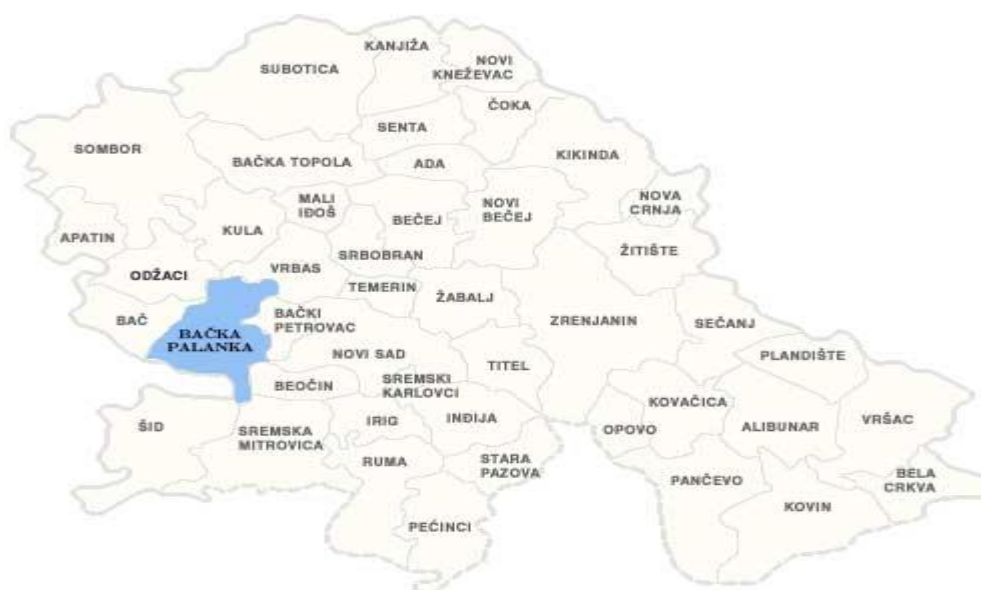 KANJIŽA
NOVI
KNEŽEVAC
SUBOTICA
ČOKA
SENTA
SOMBOR
KIKINDA
BAČKA TOPOLA
ADA
MALI
IĐOŠ
NOVI
BEČEJ
NOVA
CRNJA
BEČEJ
APATIN
KULA
SRBOBRAN
ŽITIŠTE
ODŽACI
VRBAS
TEMERIN
ŽABALJ
BAČ
BAČKI
PETROVAC
ZRENJANIN
SEČANJ
BAČKA
PALANKA
NOVI SAD
TITEL
PLANDIŠTE
BEOČIN
SREMSKI
KARLOVCI
KOVAČICA
ŠID
SREMSKA
MITROVICA
IRIG
INĐIJA
OPOVO
ALIBUNAR
VRŠAC
RUMA
STARA
PAZOVA
PANČEVO
BELA
CRKVA
KOVIN
PEĆINCI